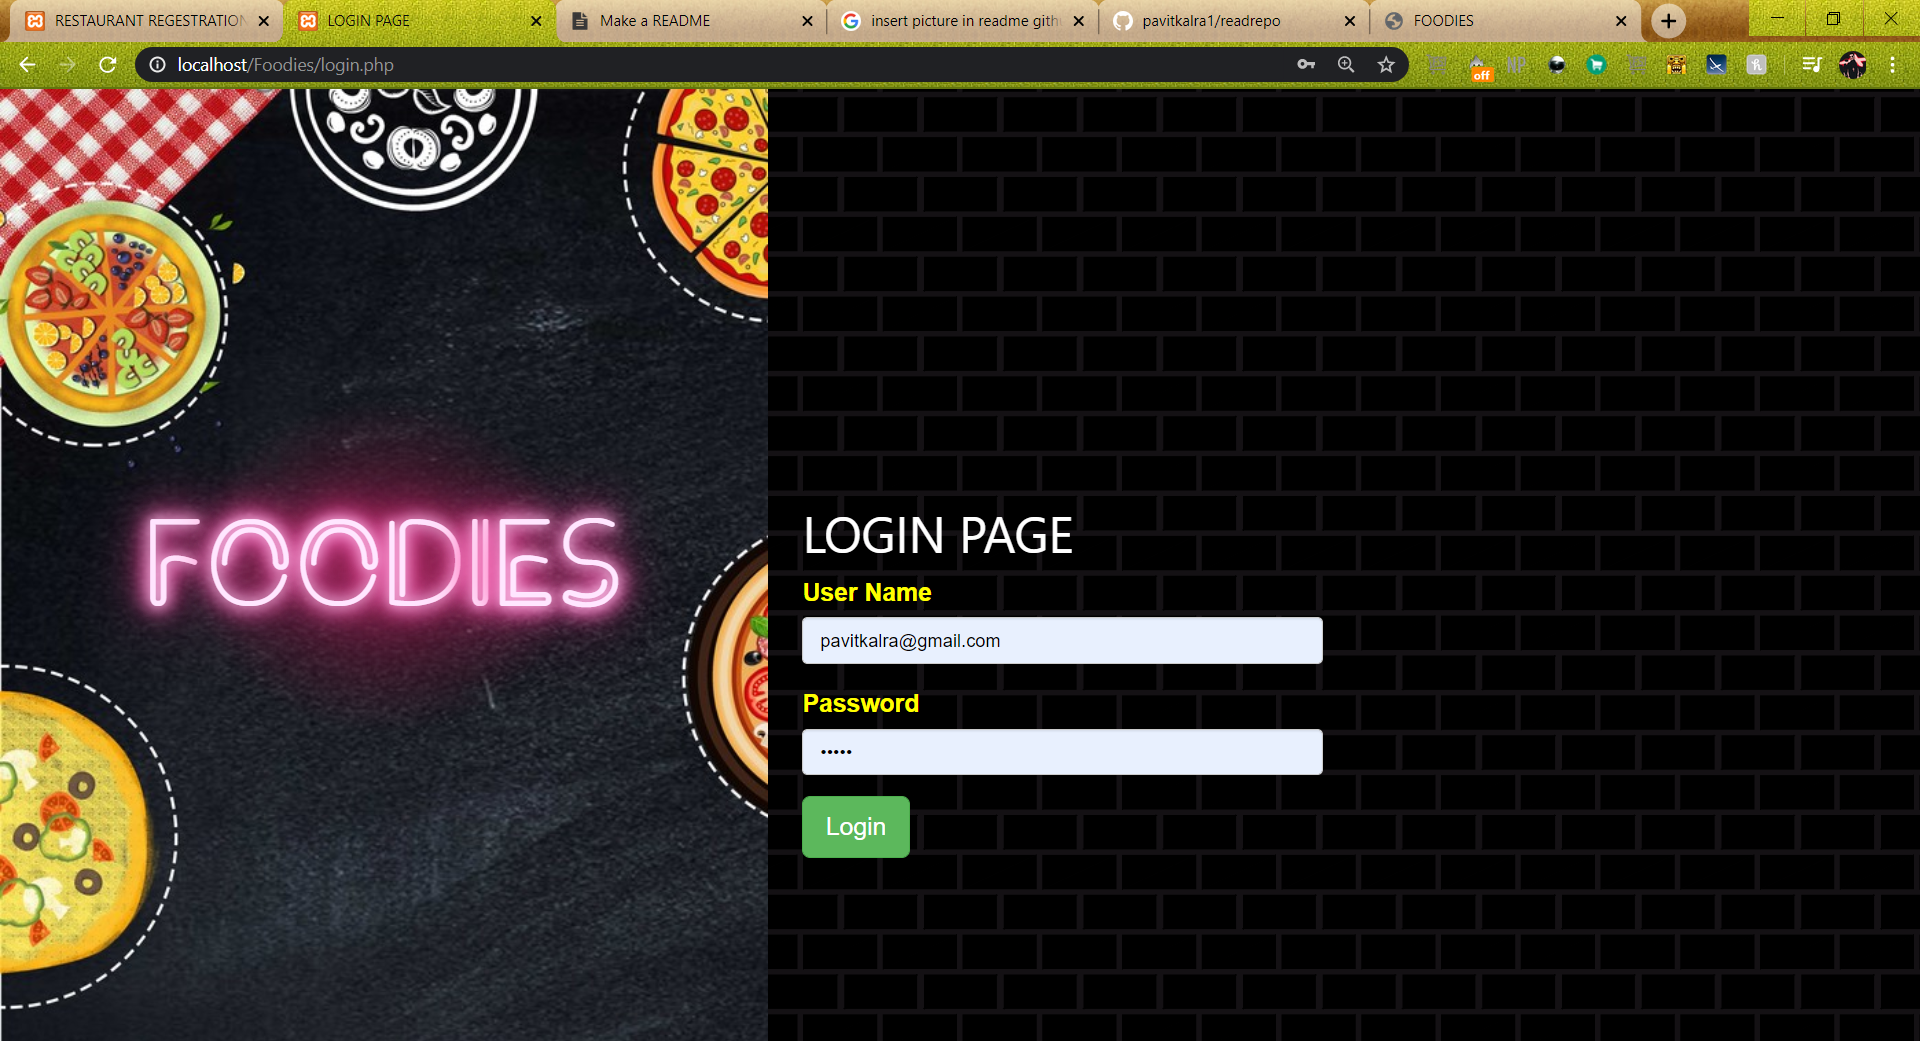 RESTAURANT REGESTRATION
LOGIN PAGE
Make a README
insert picture in readme gith
pavitkalra1/readrepo
FOODIES
localhost/Foodies/login.php
off
FOODIES
LOGIN PAGE
User Name
pavitkalra@gmail.com
Password
•••••
Login